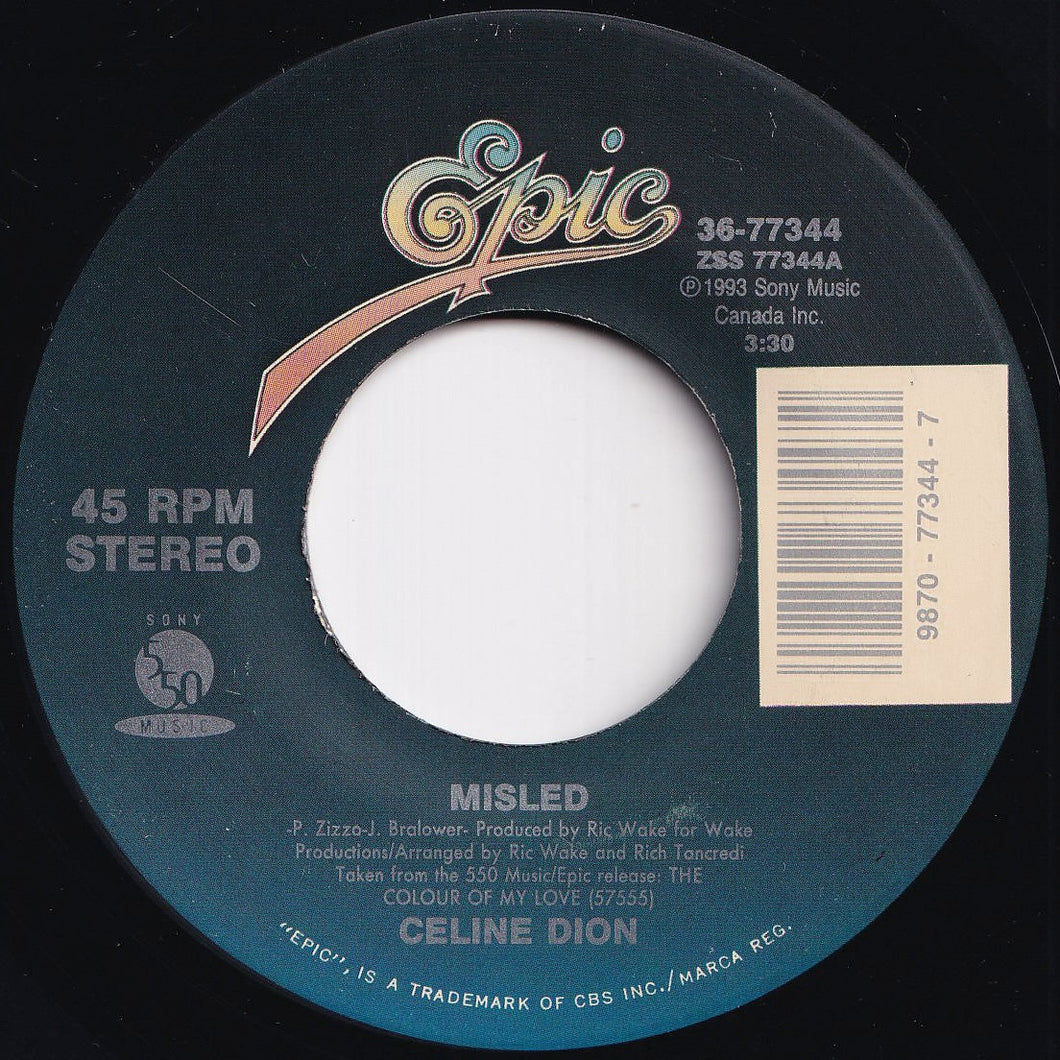 Epic
36-77344
ZSS 77344A
Ⓟ1993 Sony Music
Canada Inc.
3:30
9870 - 77344 - 7
45 RPM
STEREO
SONY
550
MUSIC
MISLED
-P. Zizzo-J. Bralower- Produced by Ric Wake for Wake
Productions/Arranged by Ric Wake and Rich Tancredi
Taken from the 550 Music/Epic release: THE
COLOUR OF MY LOVE (57555)
CELINE DION
"EPIC", IS A TRADEMARK OF CBS INC./MARCA REG.